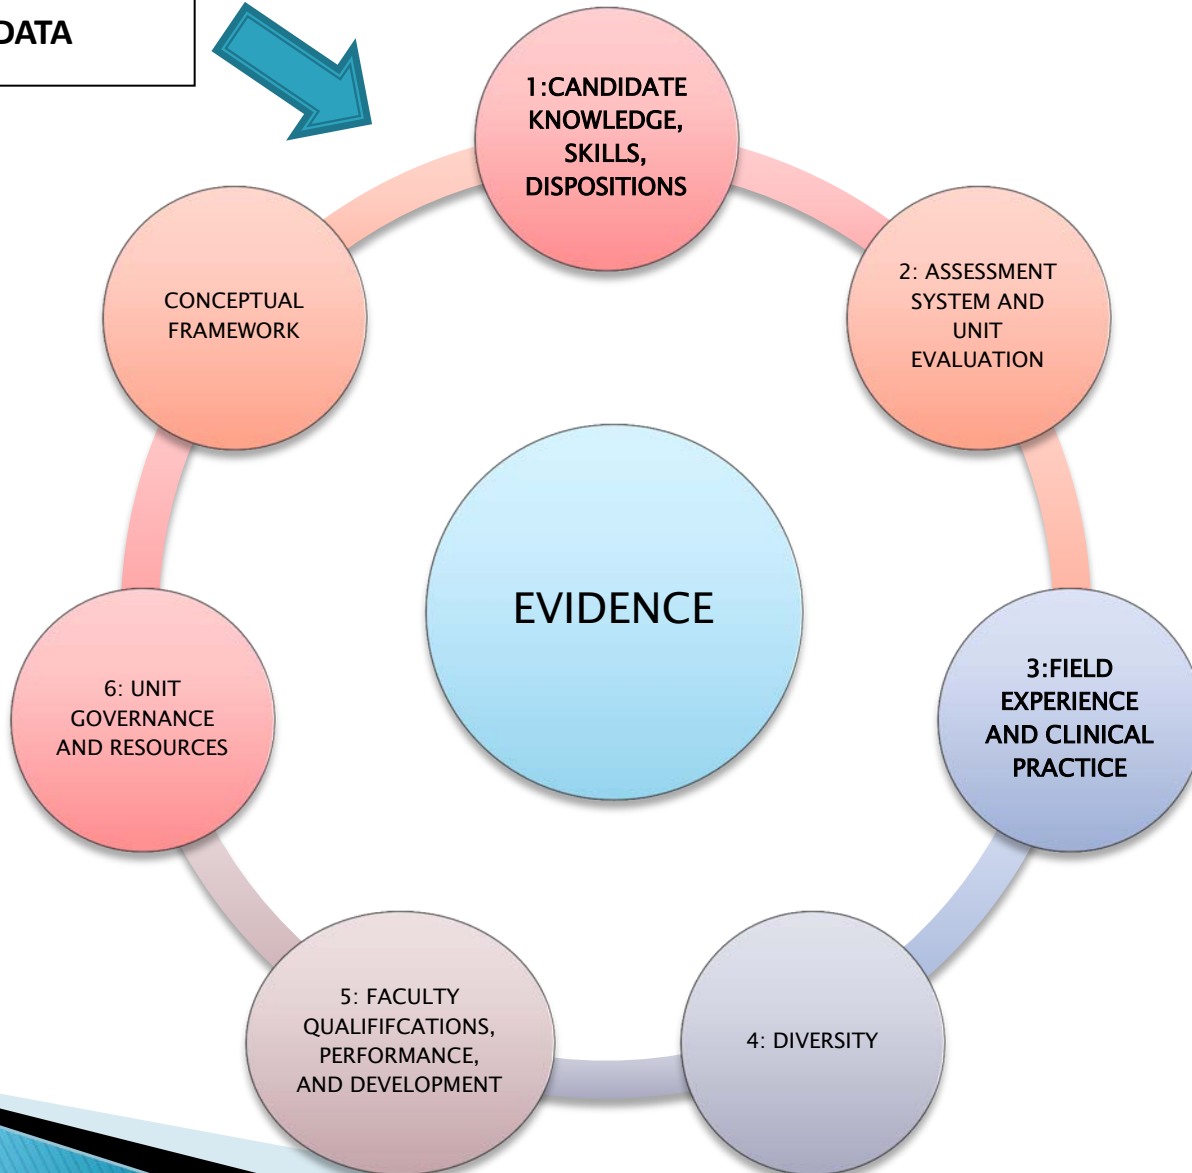 DATA
1:CANDIDATE
KNOWLEDGE,
SKILLS,
DISPOSITIONS
2: ASSESSMENT
SYSTEM AND
UNIT
EVALUATION
3:FIELD
EXPERIENCE
AND CLINICAL
PRACTICE
4: DIVERSITY
5: FACULTY
QUALIFIFCATIONS,
PERFORMANCE,
AND DEVELOPMENT
6: UNIT
GOVERNANCE
AND RESOURCES
CONCEPTUAL
FRAMEWORK
EVIDENCE